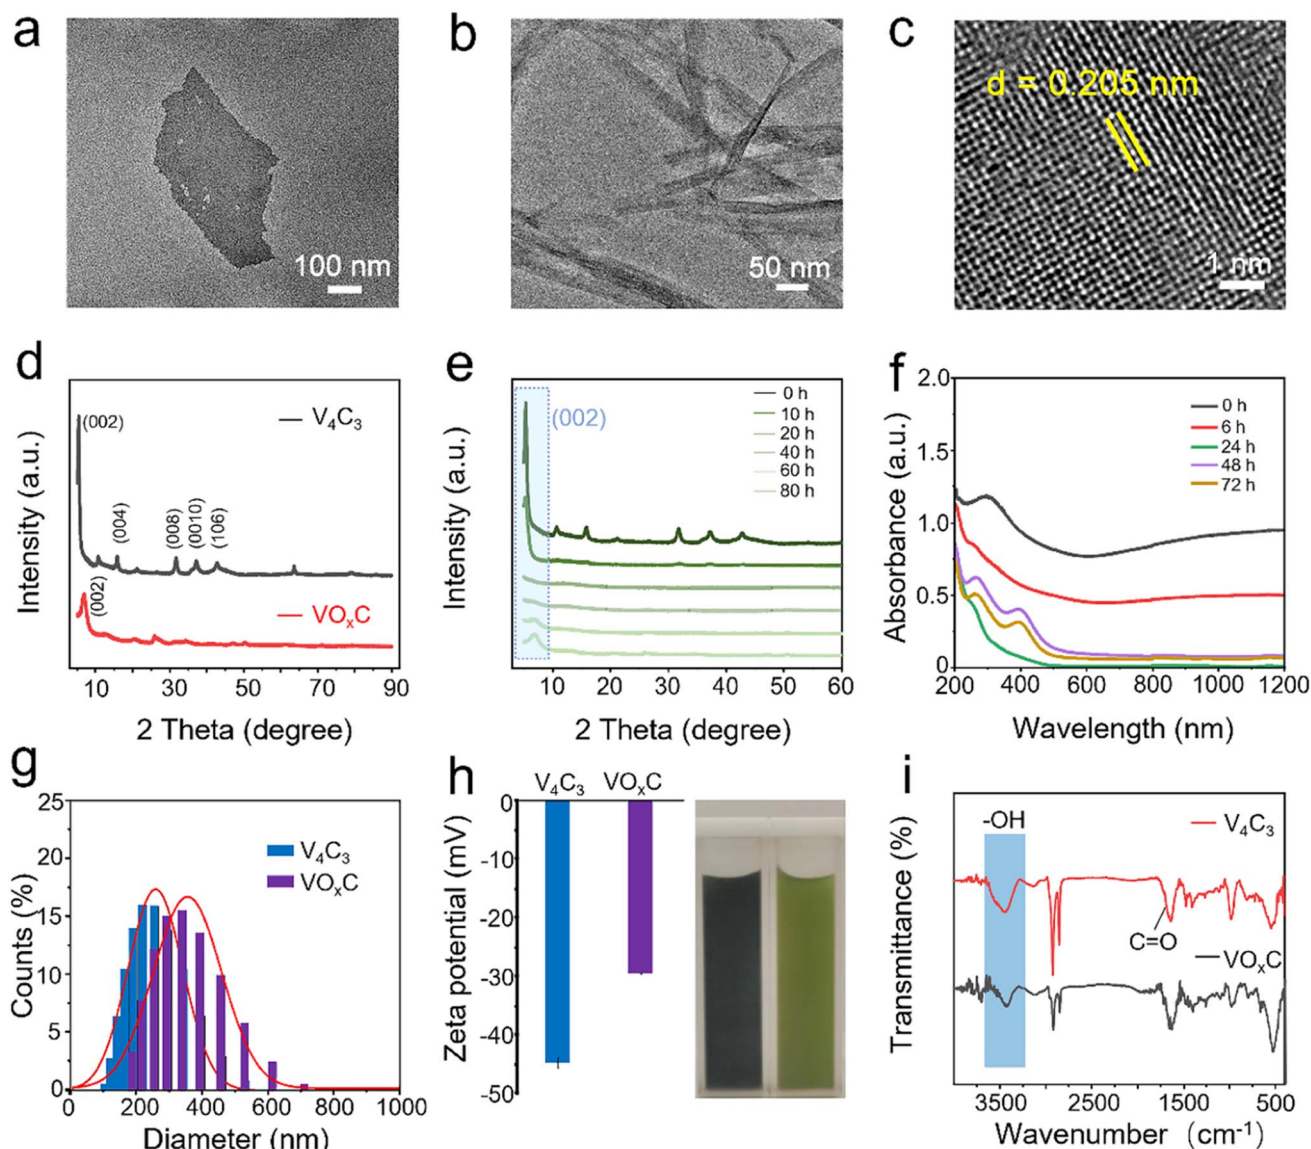 a
100 nm
b
50 nm
c
d = 0.205 nm
1 nm
d
Intensity (a.u.)
(002)
(004)
(008)
(0010)
(106)
V₄C₃
(002)
VOₓC
10 30 50 70 90
2 Theta (degree)
e
Intensity (a.u.)
(002)
0 h
10 h
20 h
40 h
60 h
80 h
10 20 30 40 50 60
2 Theta (degree)
f
Absorbance (a.u.)
2.0
1.5
1.0
0.5
0
0 h
6 h
24 h
48 h
72 h
200 400 600 800 1000 1200
Wavelength (nm)
g
Counts (%)
25
20
15
10
5
0
V₄C₃
VOₓC
0 200 400 600 800 1000
Diameter (nm)
h
V₄C₃ VOₓC
Zeta potential (mV)
0
-10
-20
-30
-40
-50
i
Transmittance (%)
-OH
V₄C₃
C=O
VOₓC
3500 2500 1500 500
Wavenumber (cm⁻¹)